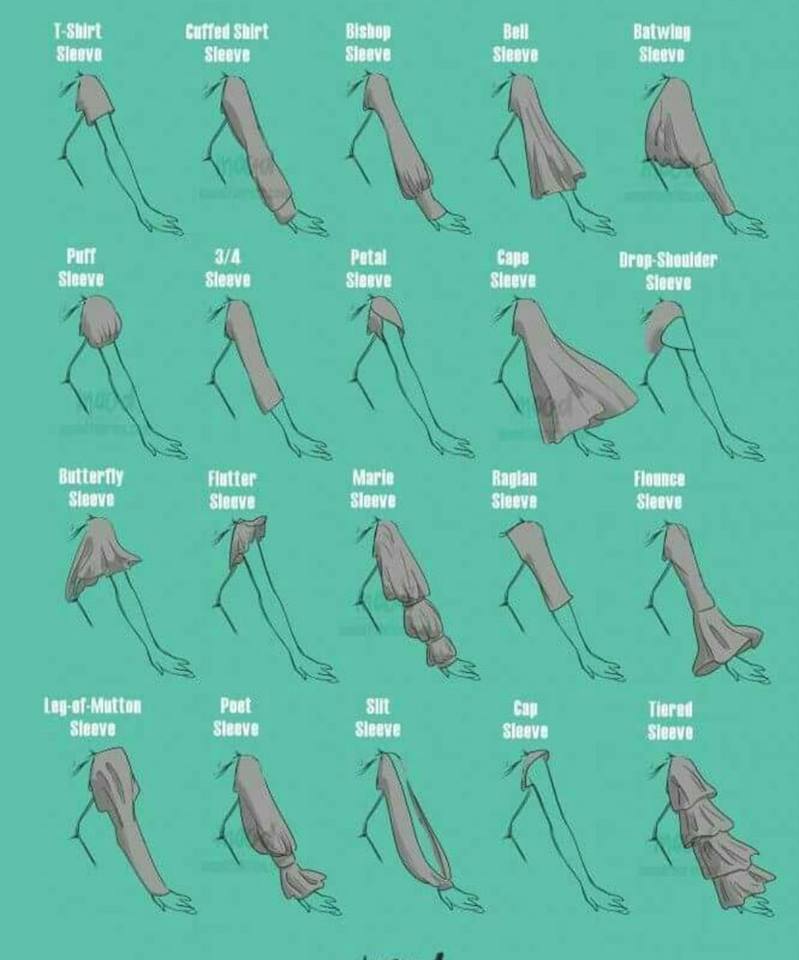 T-Shirt
Sleeve
Cuffed Shirt
Sleeve
Bishop
Sleeve
Bell
Sleeve
Batwing
Sleeve
Puff
Sleeve
3/4
Sleeve
Petal
Sleeve
Cape
Sleeve
Drop-Shoulder
Sleeve
Butterfly
Sleeve
Flutter
Sleeve
Marie
Sleeve
Raglan
Sleeve
Flounce
Sleeve
Leg-of-Mutton
Sleeve
Poet
Sleeve
Slit
Sleeve
Cap
Sleeve
Tiered
Sleeve